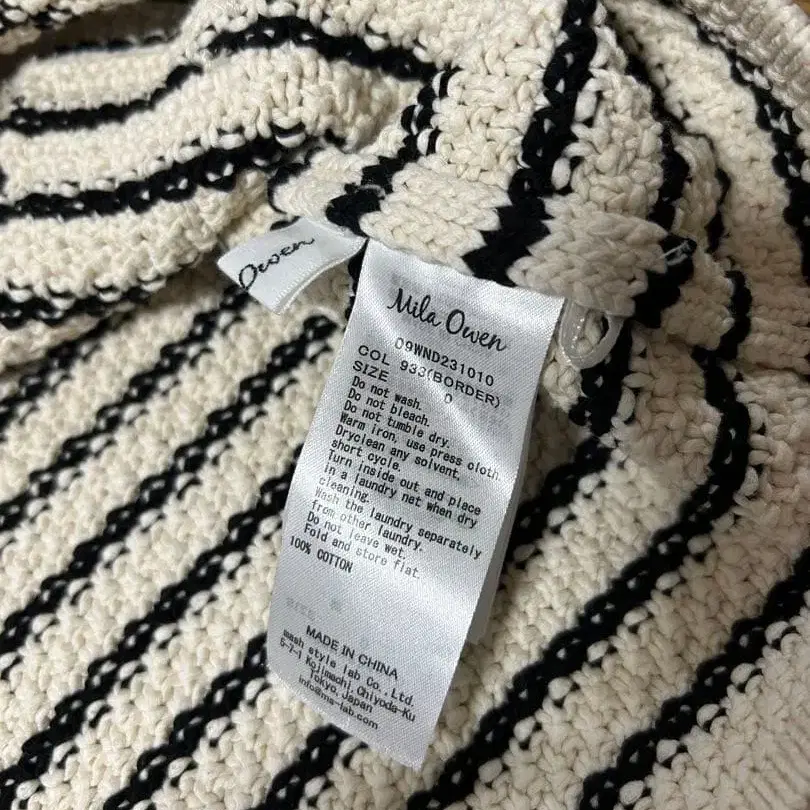 Owen
Mila Owen
09WND231010
COL 933(BORDER)
SIZE 0
Do not wash.
Do not bleach.
Do not tumble dry.
Warm iron, use press cloth.
Dryclean any solvent,
short cycle.
Turn inside out and place
in a laundry net when dry
cleaning.
Wash the laundry separately
from other laundry.
Do not leave wet.
Fold and store flat.
100% COTTON
MADE IN CHINA
mash style lab Co., Ltd.
5-7-1 Kojimachi, Chiyoda-Ku
Tokyo, Japan
info@ms-lab.com